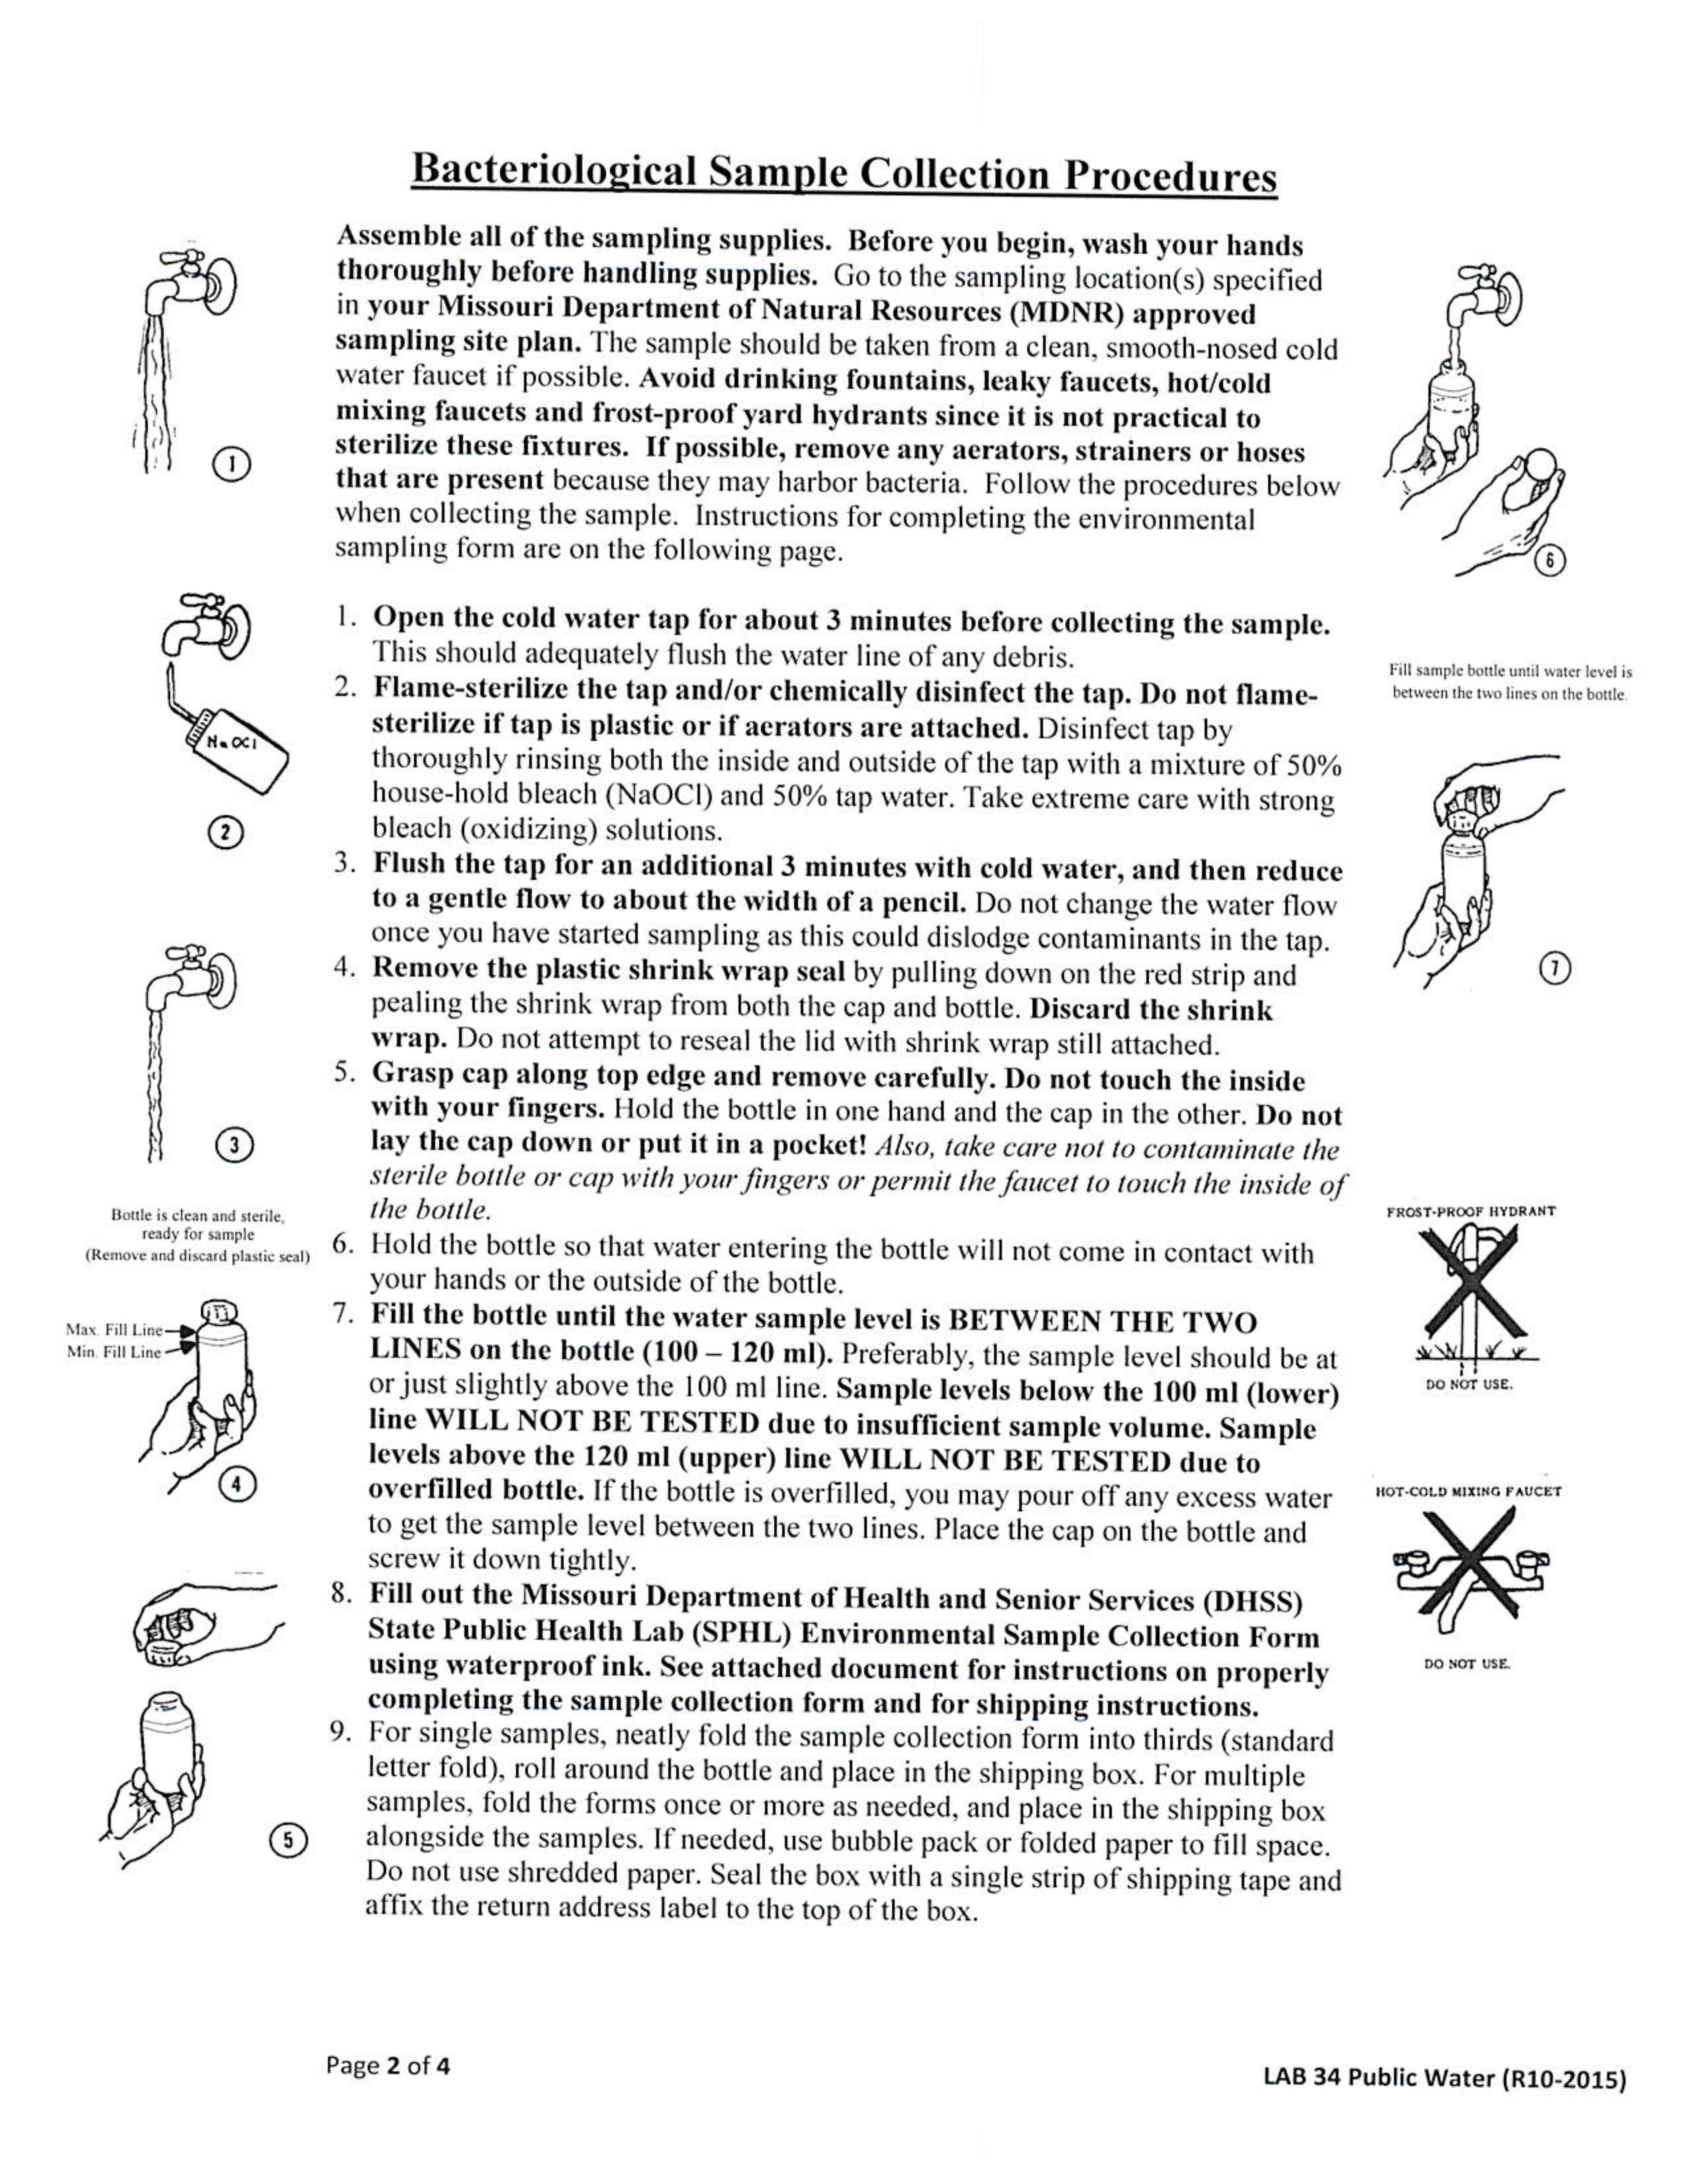 Bacteriological Sample Collection Procedures
Assemble all of the sampling supplies. Before you begin, wash your hands
thoroughly before handling supplies. Go to the sampling location(s) specified
in your Missouri Department of Natural Resources (MDNR) approved
sampling site plan. The sample should be taken from a clean, smooth-nosed cold
water faucet if possible. Avoid drinking fountains, leaky faucets, hot/cold
mixing faucets and frost-proof yard hydrants since it is not practical to
sterilize these fixtures. If possible, remove any aerators, strainers or hoses
that are present because they may harbor bacteria. Follow the procedures below
when collecting the sample. Instructions for completing the environmental
sampling form are on the following page.
1. Open the cold water tap for about 3 minutes before collecting the sample.
This should adequately flush the water line of any debris.
2. Flame-sterilize the tap and/or chemically disinfect the tap. Do not flame-
sterilize if tap is plastic or if aerators are attached. Disinfect tap by
thoroughly rinsing both the inside and outside of the tap with a mixture of 50%
house-hold bleach (NaOCl) and 50% tap water. Take extreme care with strong
bleach (oxidizing) solutions.
3. Flush the tap for an additional 3 minutes with cold water, and then reduce
to a gentle flow to about the width of a pencil. Do not change the water flow
once you have started sampling as this could dislodge contaminants in the tap.
4. Remove the plastic shrink wrap seal by pulling down on the red strip and
pealing the shrink wrap from both the cap and bottle. Discard the shrink
wrap. Do not attempt to reseal the lid with shrink wrap still attached.
5. Grasp cap along top edge and remove carefully. Do not touch the inside
with your fingers. Hold the bottle in one hand and the cap in the other. Do not
lay the cap down or put it in a pocket! Also, take care not to contaminate the
sterile bottle or cap with your fingers or permit the faucet to touch the inside of
the bottle.
6. Hold the bottle so that water entering the bottle will not come in contact with
your hands or the outside of the bottle.
7. Fill the bottle until the water sample level is BETWEEN THE TWO
LINES on the bottle (100 – 120 ml). Preferably, the sample level should be at
or just slightly above the 100 ml line. Sample levels below the 100 ml (lower)
line WILL NOT BE TESTED due to insufficient sample volume. Sample
levels above the 120 ml (upper) line WILL NOT BE TESTED due to
overfilled bottle. If the bottle is overfilled, you may pour off any excess water
to get the sample level between the two lines. Place the cap on the bottle and
screw it down tightly.
8. Fill out the Missouri Department of Health and Senior Services (DHSS)
State Public Health Lab (SPHL) Environmental Sample Collection Form
using waterproof ink. See attached document for instructions on properly
completing the sample collection form and for shipping instructions.
9. For single samples, neatly fold the sample collection form into thirds (standard
letter fold), roll around the bottle and place in the shipping box. For multiple
samples, fold the forms once or more as needed, and place in the shipping box
alongside the samples. If needed, use bubble pack or folded paper to fill space.
Do not use shredded paper. Seal the box with a single strip of shipping tape and
affix the return address label to the top of the box.
1
NaOCl
2
3
Bottle is clean and sterile,
ready for sample
(Remove and discard plastic seal)
Max. Fill Line
Min. Fill Line
4
5
6
Fill sample bottle until water level is
between the two lines on the bottle.
7
FROST-PROOF HYDRANT
DO NOT USE.
HOT-COLD MIXING FAUCET
DO NOT USE.
Page 2 of 4
LAB 34 Public Water (R10-2015)